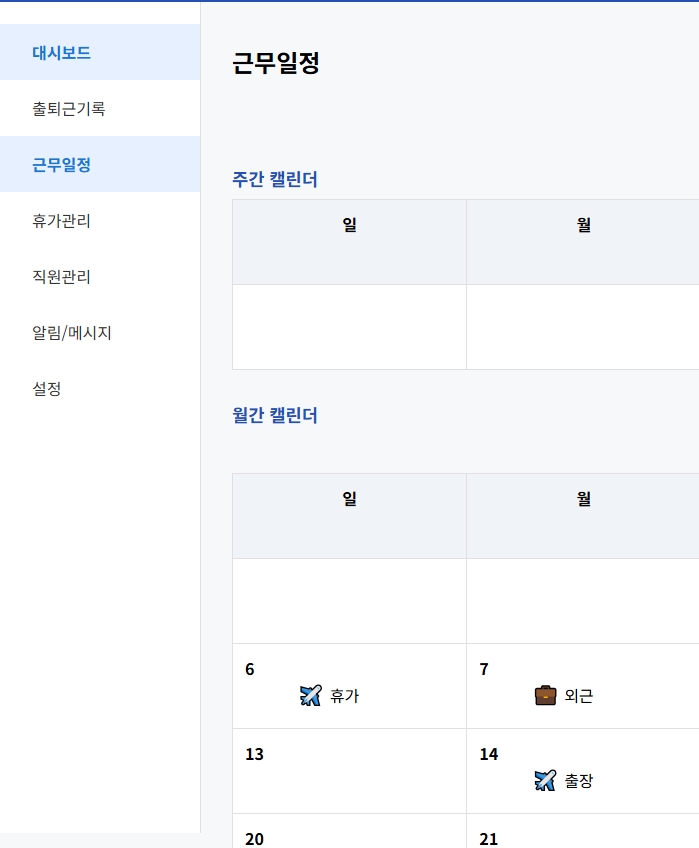 대시보드
출퇴근기록
근무일정
휴가관리
직원관리
알림/메시지
설정
근무일정
주간 캘린더
일 월
월간 캘린더
일 월
6 7
휴가 외근
13 14
출장
20 21